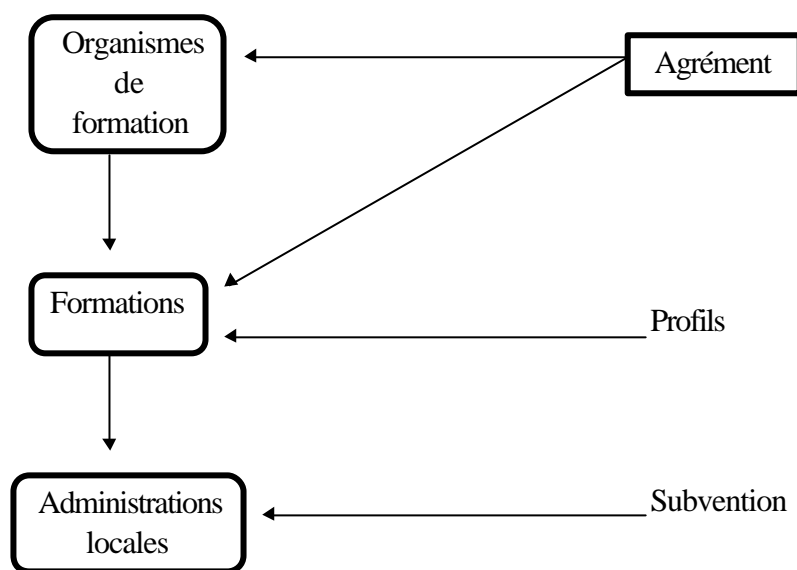 Organismes
de
formation
Agrément
Formations
Profils
Administrations
locales
Subvention